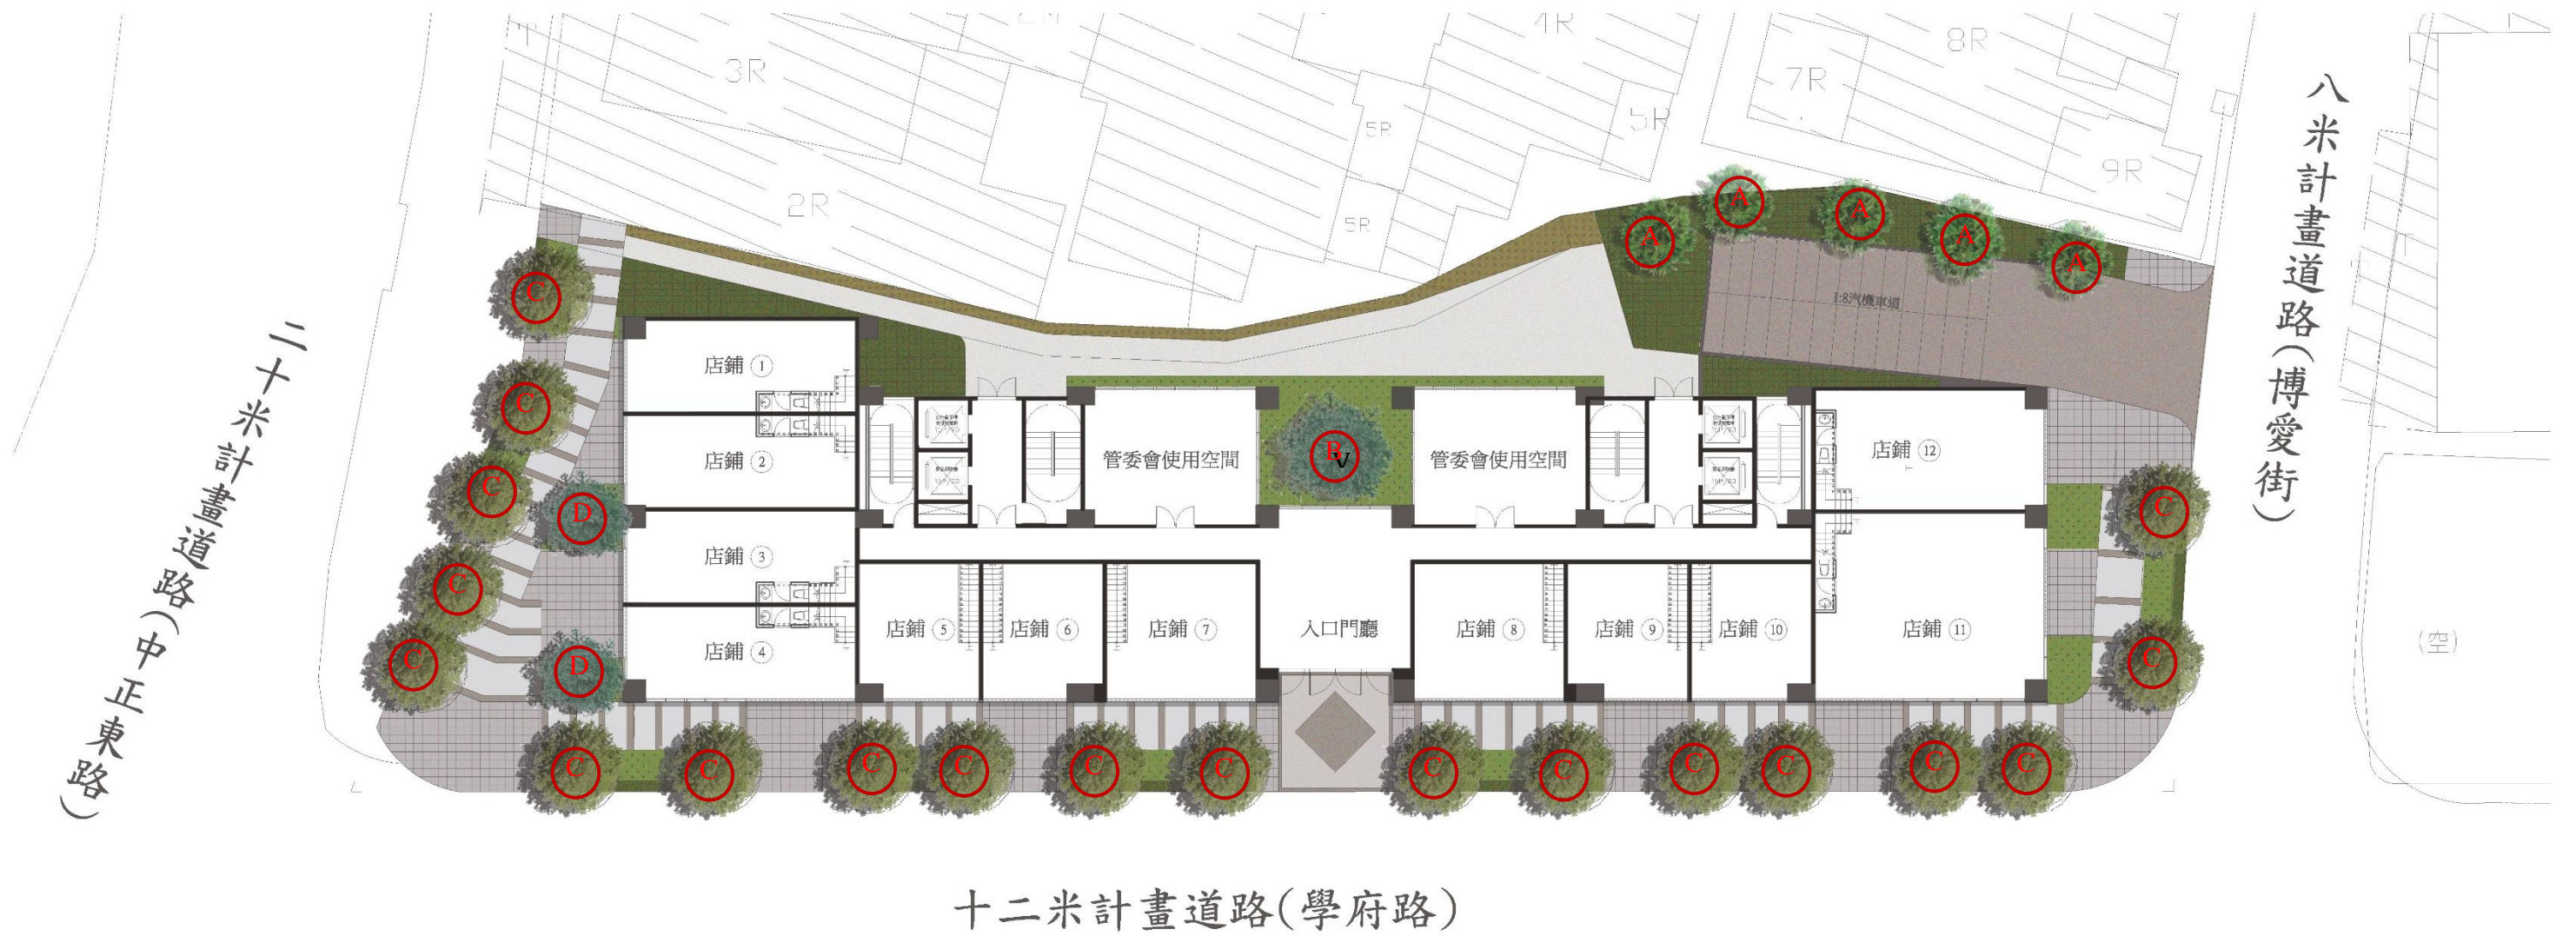 4R
8R
3R
7R
5R
5R
9R
2R
5R
八米計畫道路(博愛街)
A
A
A
A
A
1:8汽機車道
C
C
C
C
C
D
D
二十米計畫道路(中正東路)
店鋪 1
店鋪 2
店鋪 3
店鋪 4
管委會使用空間
B
V
管委會使用空間
店鋪 12
店鋪 11
店鋪 5
店鋪 6
店鋪 7
入口門廳
店鋪 8
店鋪 9
店鋪 10
C
C
(空)
C
C
C
C
C
C
C
C
C
C
C
C
十二米計畫道路(學府路)